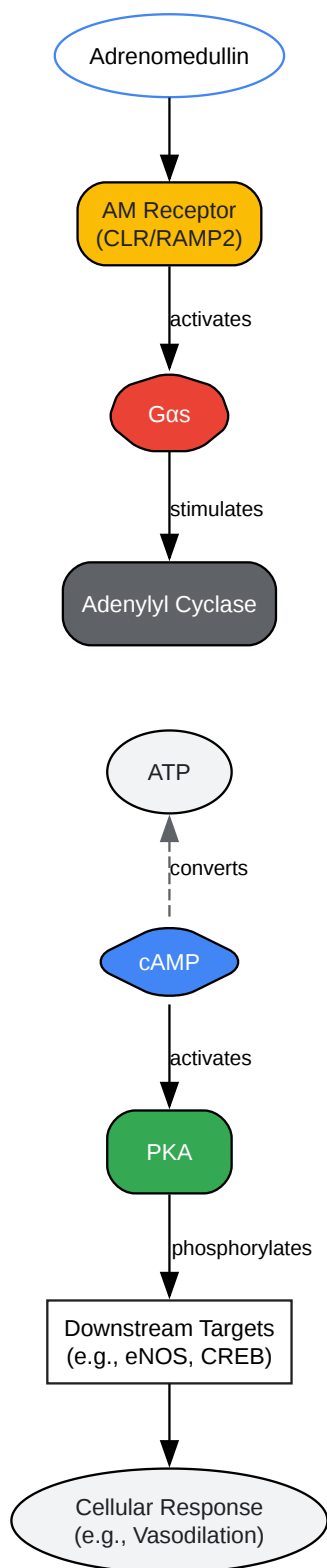 Adrenomedullin
AM Receptor
(CLR/RAMP2)
activates
Gαs
stimulates
Adenylyl Cyclase
ATP
converts
cAMP
activates
PKA
phosphorylates
Downstream Targets
(e.g., eNOS, CREB)
Cellular Response
(e.g., Vasodilation)